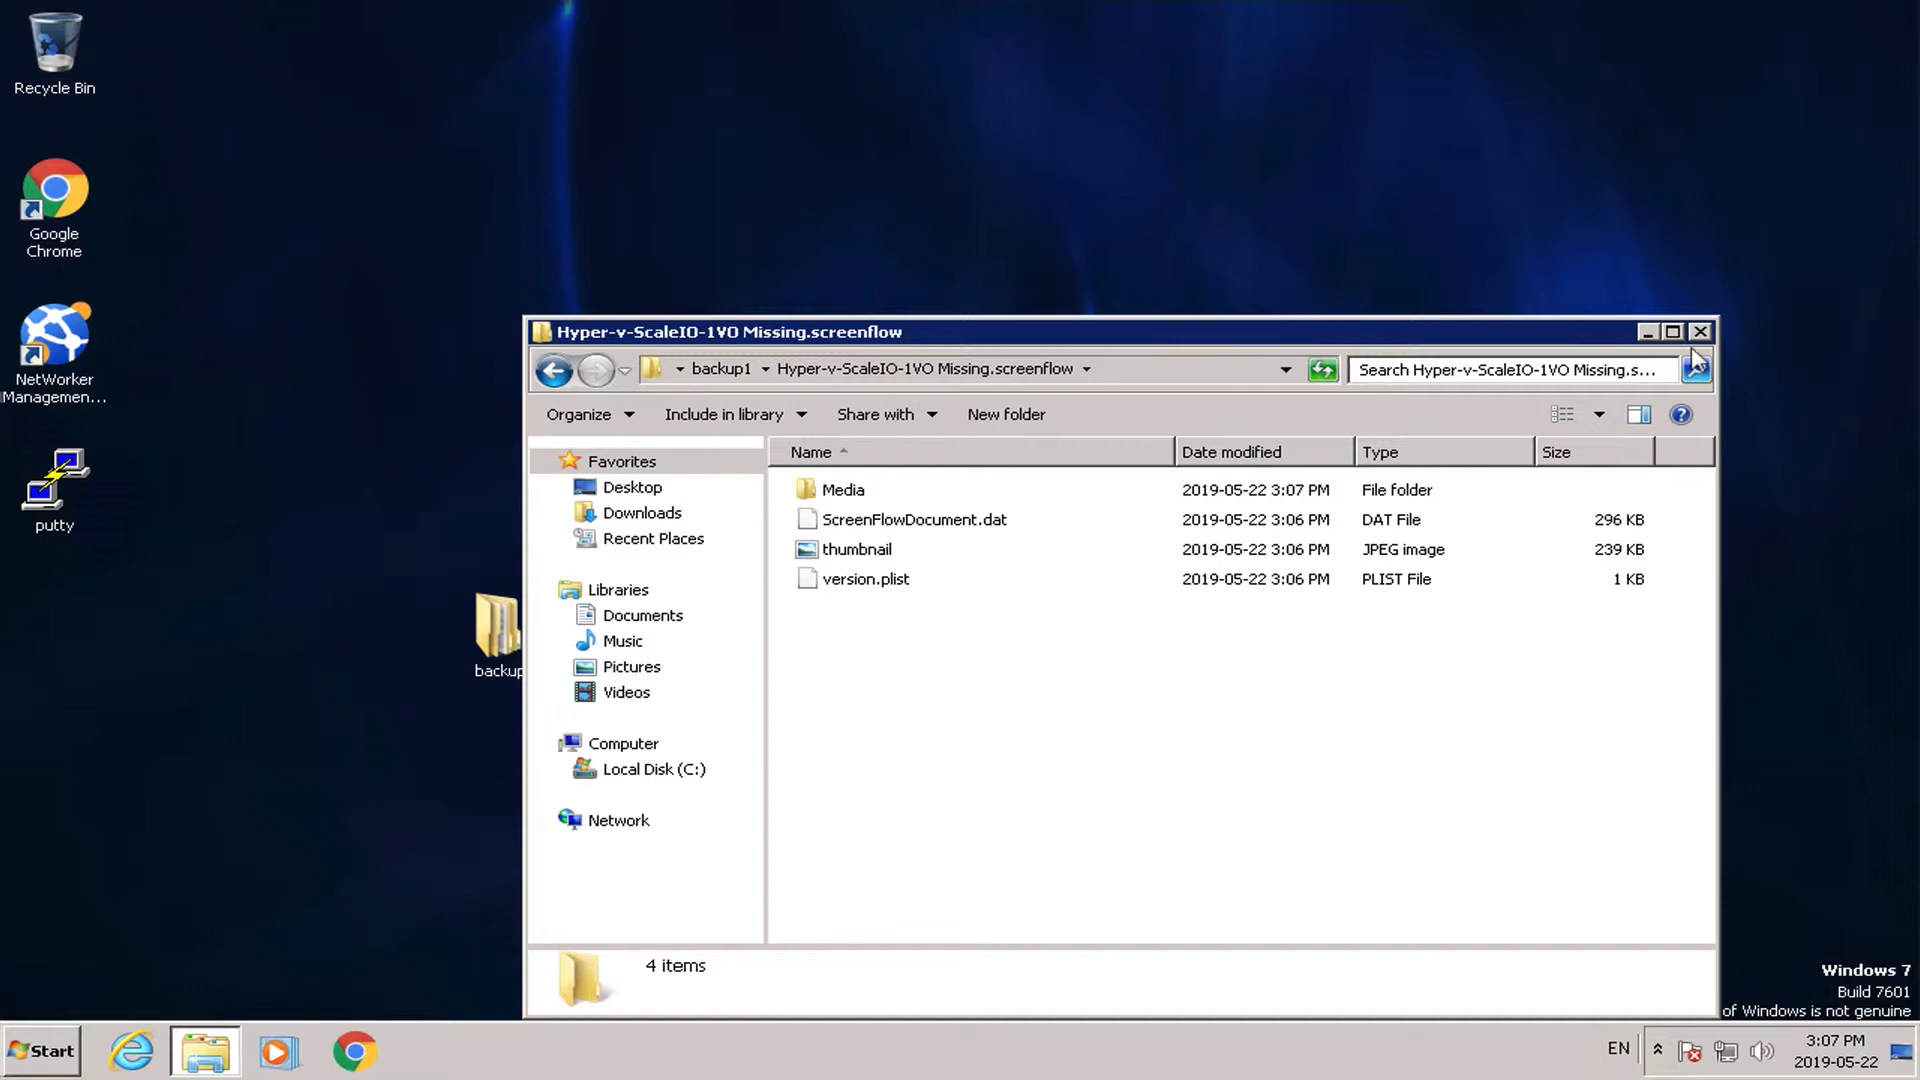 Recycle Bin
Google
Chrome
NetWorker
Managemen...
putty
backup
Hyper-v-ScaleIO-1VO Missing.screenflow
backup1
Hyper-v-ScaleIO-1VO Missing.screenflow
Search Hyper-v-ScaleIO-1VO Missing.s...
Organize
Include in library
Share with
New folder
Favorites
Desktop
Downloads
Recent Places
Libraries
Documents
Music
Pictures
Videos
Computer
Local Disk (C:)
Network
Name Date modified Type Size
Media 2019-05-22 3:07 PM File folder
ScreenFlowDocument.dat 2019-05-22 3:06 PM DAT File 296 KB
thumbnail 2019-05-22 3:06 PM JPEG image 239 KB
version.plist 2019-05-22 3:06 PM PLIST File 1 KB
4 items
Windows 7
Build 7601
of Windows is not genuine
Start
EN
3:07 PM
2019-05-22